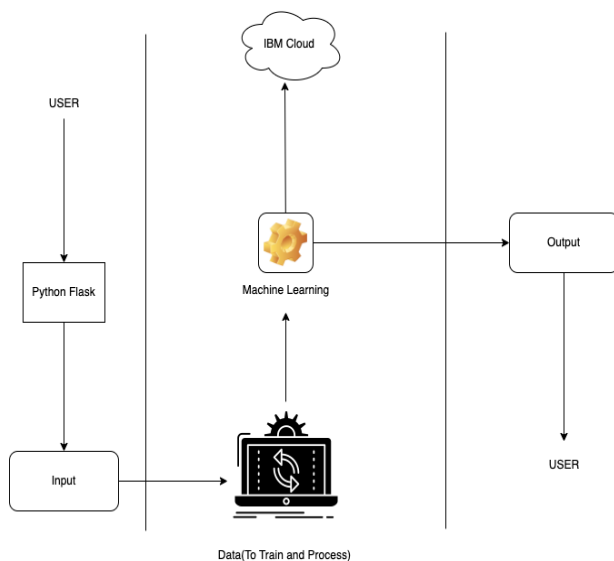 IBM Cloud
USER
Python Flask
Machine Learning
Output
Input
USER
Data(To Train and Process)